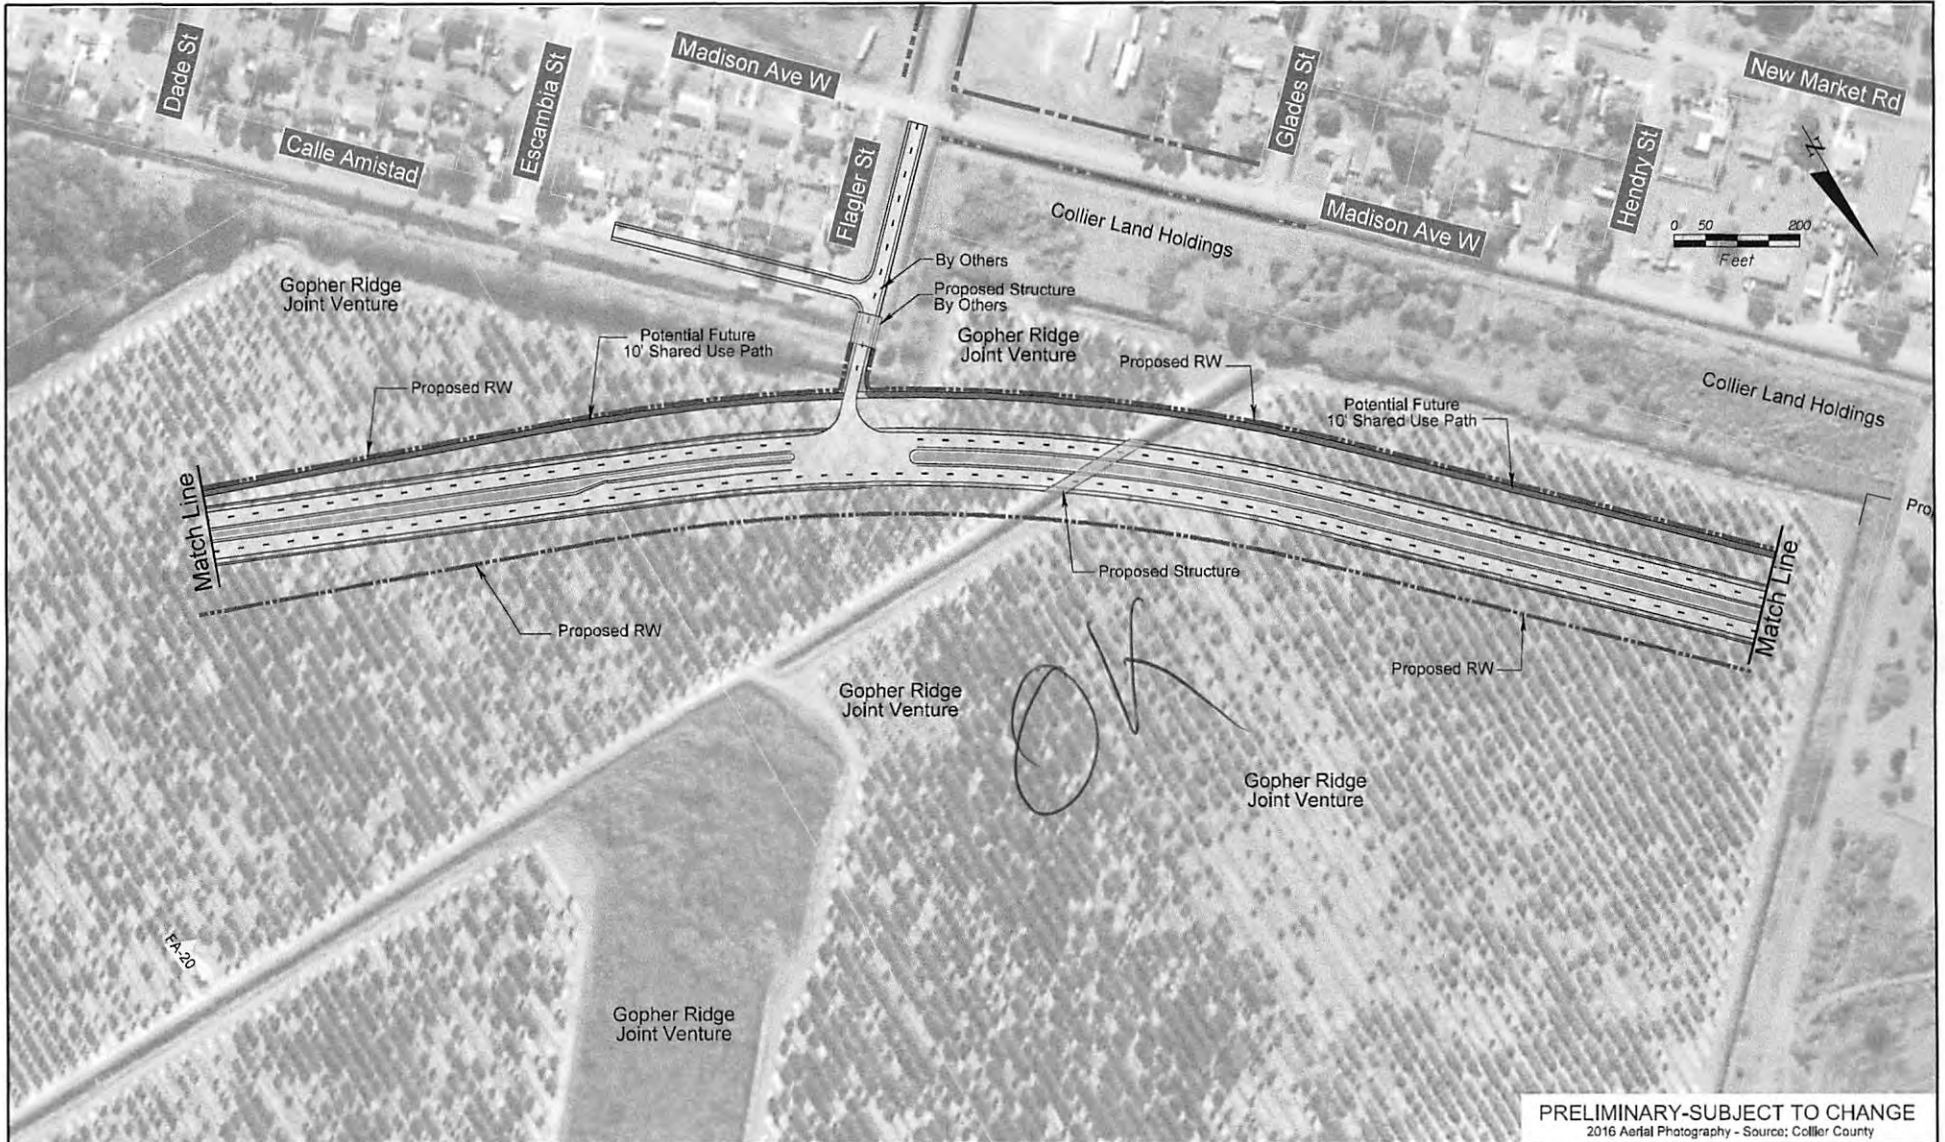 Dade St
Escambia St
Madison Ave W
Glades St
New Market Rd
Calle Amistad
Flagler St
Hendry St
N
Collier Land Holdings
Madison Ave W
0 50 200
Feet
By Others
Proposed Structure
By Others
Gopher Ridge
Joint Venture
Potential Future
10' Shared Use Path
Gopher Ridge
Joint Venture
Proposed RW
Proposed RW
Potential Future
10' Shared Use Path
Collier Land Holdings
Match Line
Match Line
Proposed Structure
Proposed RW
Proposed RW
OK
Gopher Ridge
Joint Venture
Gopher Ridge
Joint Venture
FA-20
Gopher Ridge
Joint Venture
PRELIMINARY-SUBJECT TO CHANGE
2016 Aerial Photography - Source: Collier County